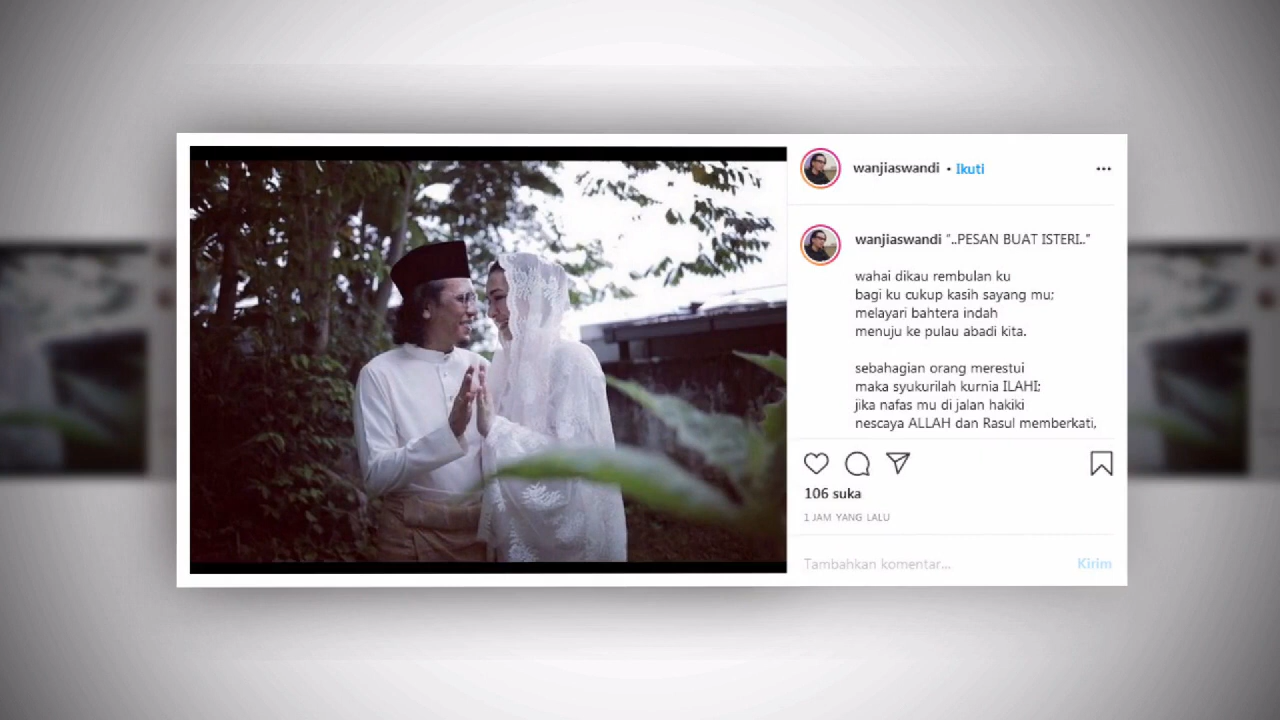 wanjiaswandi • Ikuti
wanjiaswandi “..PESAN BUAT ISTERI..”
wahai dikau rembulan ku
bagi ku cukup kasih sayang mu;
melayari bahtera indah
menuju ke pulau abadi kita.
sebahagian orang merestui
maka syukurilah kurnia ILAHI;
jika nafas mu di jalan hakiki
nescaya ALLAH dan Rasul memberkati,
106 suka
1 JAM YANG LALU
Tambahkan komentar...
Kirim